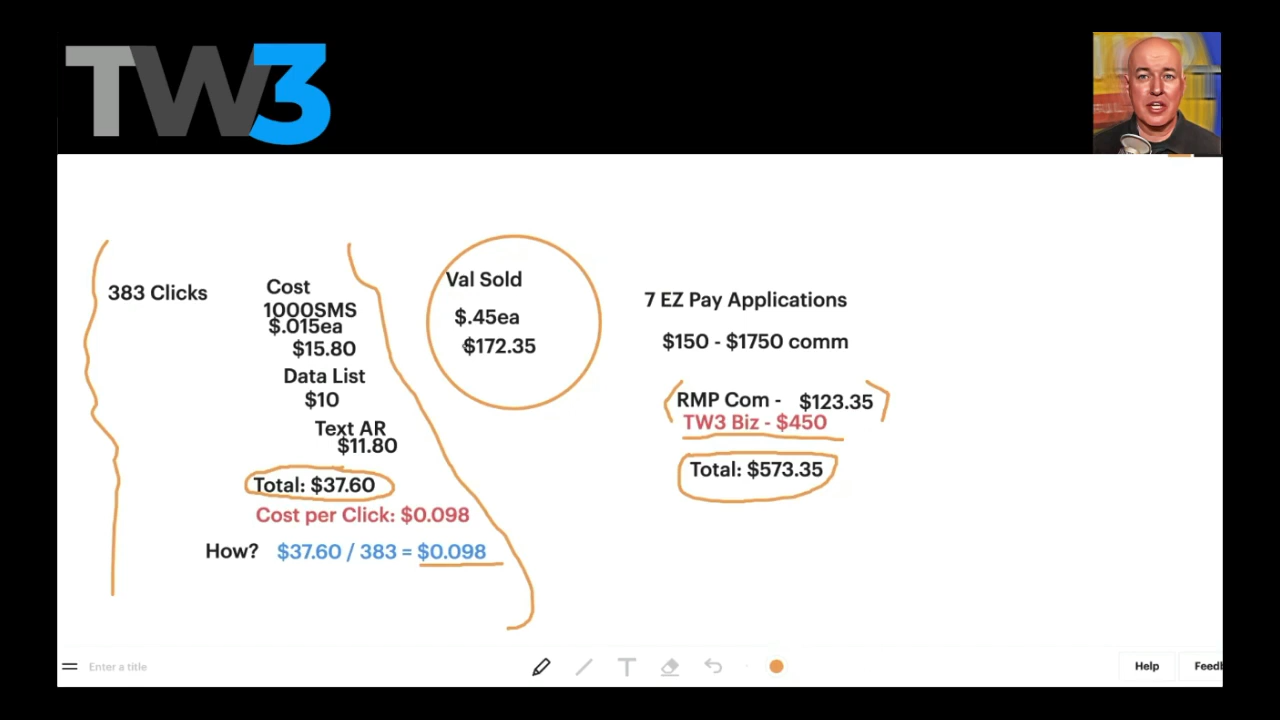 TW3
383 Clicks
Cost
1000SMS
$.015ea
$15.80
Data List
$10
Text AR
$11.80
Total: $37.60
Cost per Click: $0.098
How? $37.60 / 383 = $0.098
Val Sold
$.45ea
$172.35
7 EZ Pay Applications
$150 - $1750 comm
RMP Com - $123.35
TW3 Biz - $450
Total: $573.35
Enter a title
T
Help
Feedb